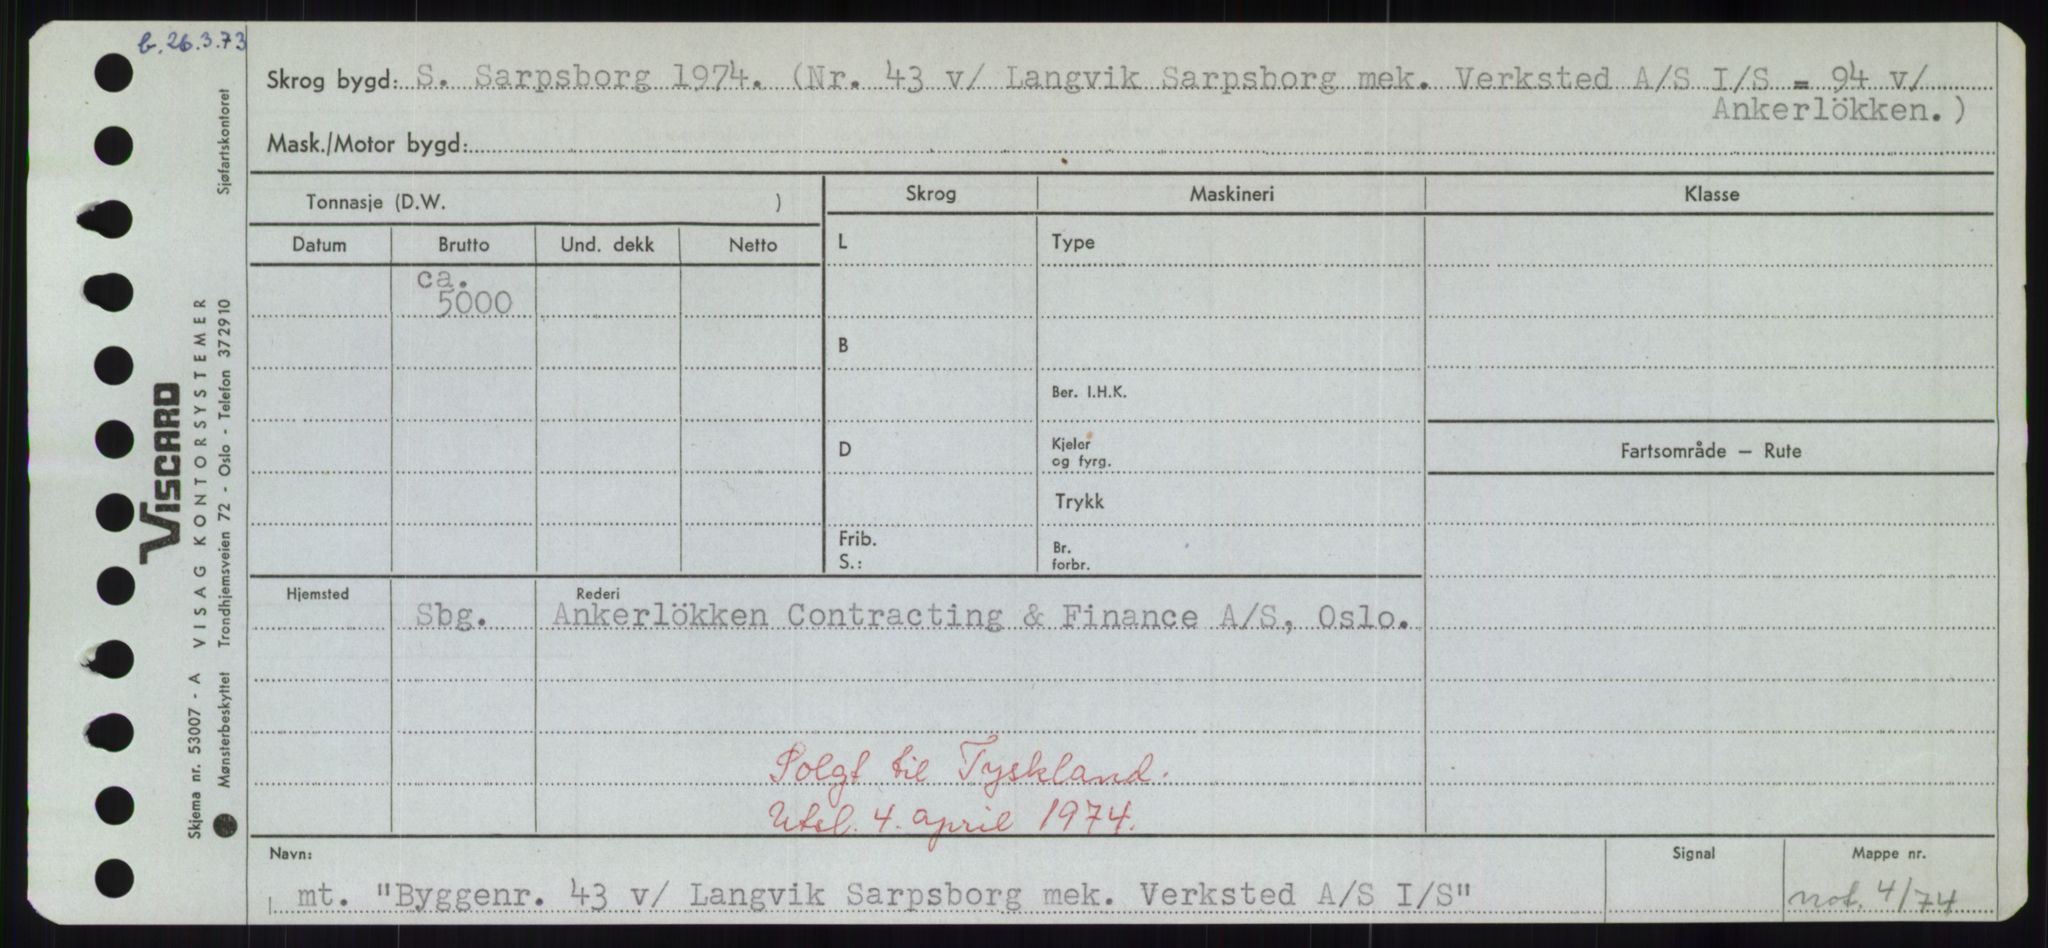 b. 26.3.73
Skrog bygd: S. Sarpsborg 1974. (Nr. 43 v/ Langvik Sarpsborg mek. Verksted A/S I/S = 94 v/
Ankerlökken.)
Mask./Motor bygd:
Tonnasje (D.W. )
Skrog
Maskineri
Klasse
Datum
Brutto
Und. dekk
Netto
L
Type
ca.
5000
B
Ber. I.H.K.
D
Kjeler
og fyrg.
Fartsområde — Rute
Trykk
Frib.
S.:
Br.
forbr.
Hjemsted
Rederi
Sbg.
Ankerlökken Contracting & Finance A/S, Oslo.
Solgt til Tyskland.
Utsl. 4. april 1974.
Navn:
Signal
Mappe nr.
mt. "Byggenr. 43 v/ Langvik Sarpsborg mek. Verksted A/S I/S"
not. 4/74
VISCARD
VISAG KONTORSYSTEMER
Skjema nr. 53007 - A
Sjøfartskontoret
Trondhjemsveien 72 - Oslo - Telefon 372910
Mønsterbeskyttet